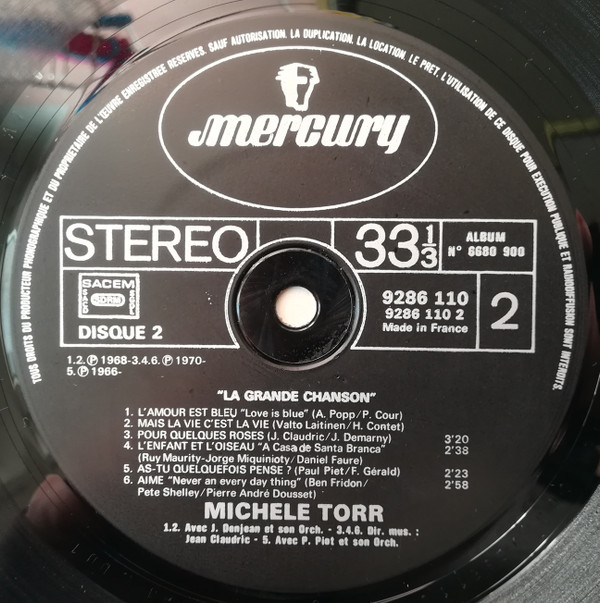 TOUS DROITS DU PRODUCTEUR PHONOGRAPHIQUE ET DU PROPRIETAIRE DE L'ŒUVRE ENREGISTREE RESERVES. SAUF AUTORISATION. LA DUPLICATION. LA LOCATION. LE PRET. L'UTILISATION DE CE DISQUE POUR EXECUTION PUBLIQUE ET RADIODIFFUSION SONT INTERDITS.
mercury
STEREO
33 1/3
ALBUM
N° 6680 900
SACEM
SDRM
SACD
SGDL
DISQUE 2
9286 110
9286 110 2
Made in France
2
1.2. Ⓟ 1968-3.4.6. Ⓟ 1970-
5. Ⓟ 1966-
"LA GRANDE CHANSON"
1. L'AMOUR EST BLEU "Love is blue" (A. Popp/P. Cour)
2. MAIS LA VIE C'EST LA VIE (Valto Laitinen/H. Contet)
3. POUR QUELQUES ROSES (J. Claudric/J. Demarny) 3'20
4. L'ENFANT ET L'OISEAU "A Casa de Santa Branca" 2'38
(Ruy Maurity-Jorge Miquinioty/Daniel Faure)
5. AS-TU QUELQUEFOIS PENSE ? (Paul Piet/F. Gérald) 2'23
6. AIME "Never an every day thing" (Ben Fridon/ 2'58
Pete Shelley/Pierre André Dousset)
MICHELE TORR
1.2. Avec J. Denjean et son Orch. - 3.4.6. Dir. mus. :
Jean Claudric - 5. Avec P. Piot et son Orch.